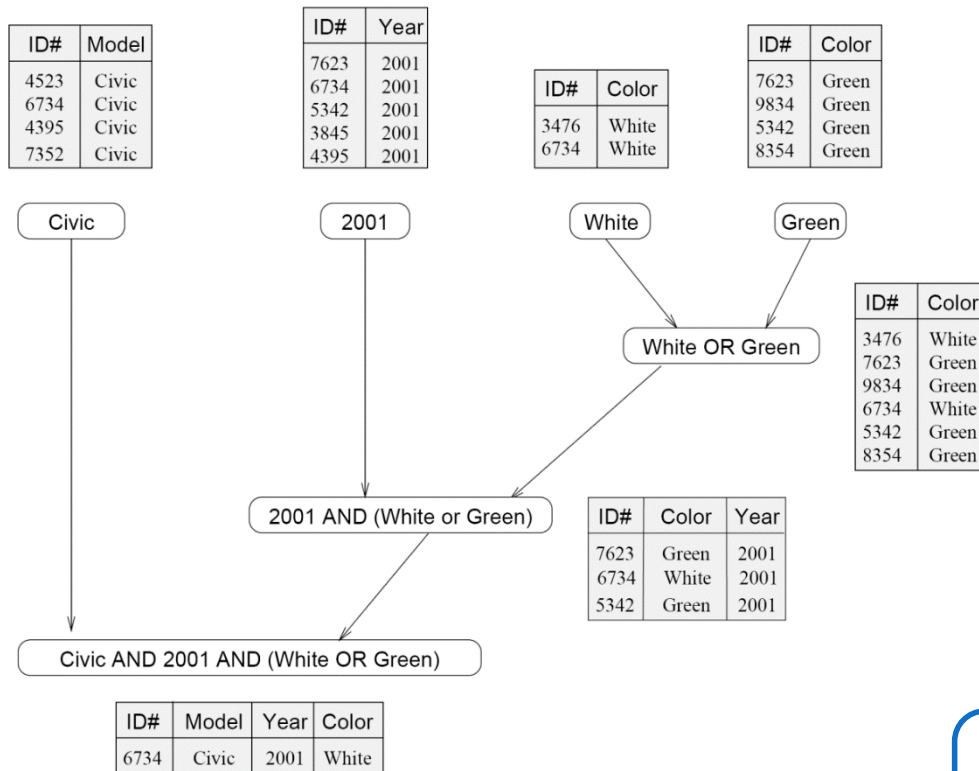 ID# Model
4523 Civic
6734 Civic
4395 Civic
7352 Civic
ID# Year
7623 2001
6734 2001
5342 2001
3845 2001
4395 2001
ID# Color
3476 White
6734 White
ID# Color
7623 Green
9834 Green
5342 Green
8354 Green
Civic
2001
White
Green
White OR Green
ID# Color
3476 White
7623 Green
9834 Green
6734 White
5342 Green
8354 Green
2001 AND (White or Green)
ID# Color Year
7623 Green 2001
6734 White 2001
5342 Green 2001
Civic AND 2001 AND (White OR Green)
ID# Model Year Color
6734 Civic 2001 White